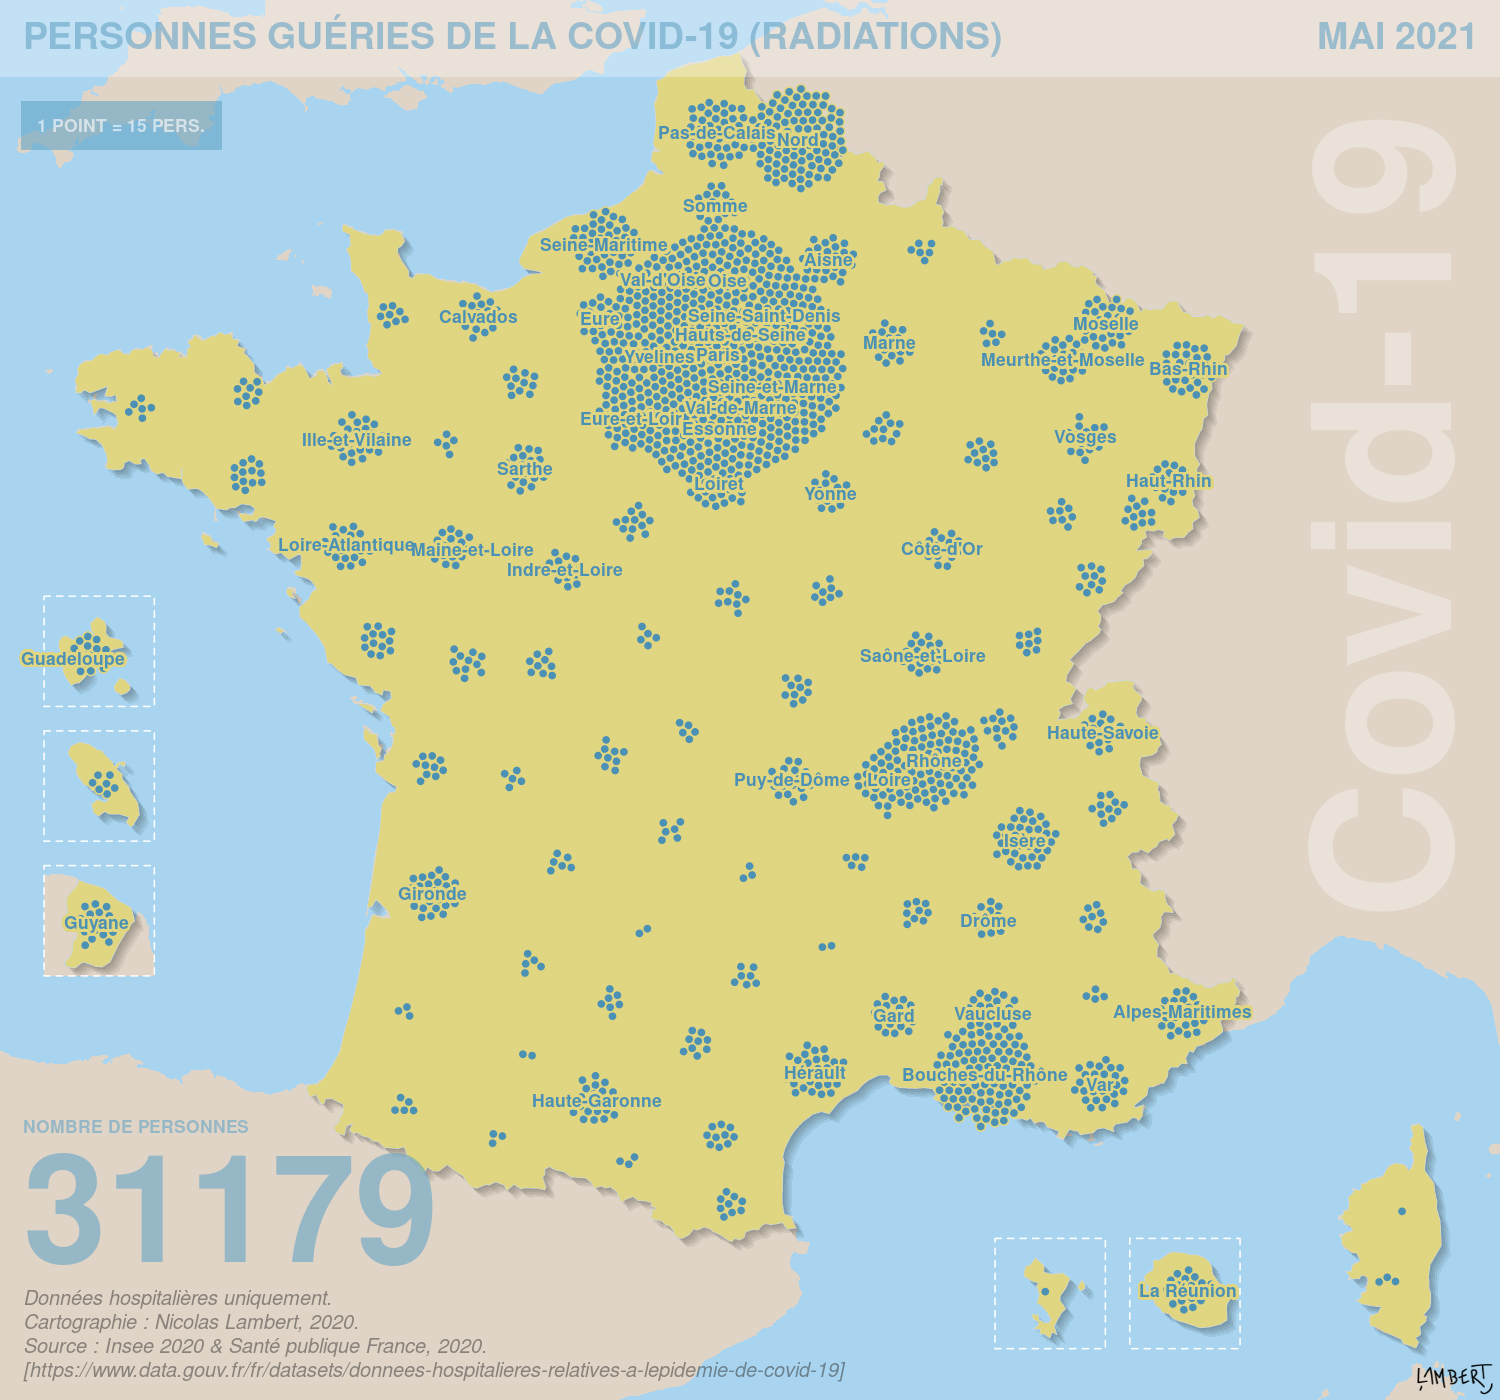 PERSONNES GUÉRIES DE LA COVID-19 (RADIATIONS)
MAI 2021
1 POINT = 15 PERS.
Covid-19
Pas-de-Calais
Nord
Somme
Seine-Maritime
Aisne
Val-d'Oise
Oise
Calvados
Eure
Seine-Saint-Denis
Hauts-de-Seine
Moselle
Marne
Yvelines
Paris
Meurthe-et-Moselle
Bas-Rhin
Seine-et-Marne
Val-de-Marne
Eure-et-Loir
Essonne
Ille-et-Vilaine
Vosges
Sarthe
Loiret
Yonne
Haut-Rhin
Loire-Atlantique
Maine-et-Loire
Côte-d'Or
Indre-et-Loire
Guadeloupe
Saône-et-Loire
Haute-Savoie
Rhône
Puy-de-Dôme
Loire
Isère
Gironde
Guyane
Drôme
Gard
Vaucluse
Alpes-Maritimes
Hérault
Bouches-du-Rhône
Var
Haute-Garonne
La Réunion
NOMBRE DE PERSONNES
31179
Données hospitalières uniquement.
Cartographie : Nicolas Lambert, 2020.
Source : Insee 2020 & Santé publique France, 2020.
[https://www.data.gouv.fr/fr/datasets/donnees-hospitalieres-relatives-a-lepidemie-de-covid-19]
LAMBERT